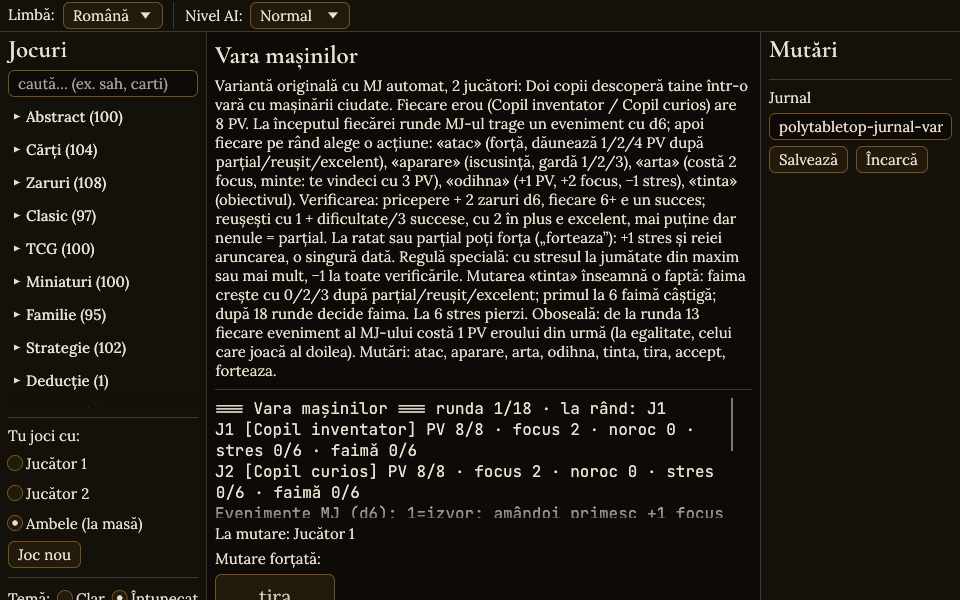 Limbă: Română ▼ Nivel AI: Normal ▼
Jocuri
caută... (ex. sah, carti)
▸ Abstract (100)
▸ Cărți (104)
▸ Zaruri (108)
▸ Clasic (97)
▸ TCG (100)
▸ Miniaturi (100)
▸ Familie (95)
▸ Strategie (102)
▸ Deducție (1)
Tu joci cu:
Jucător 1
Jucător 2
Ambele (la masă)
Joc nou
Temă: Clar Întunecat
Vara mașinilor
Variantă originală cu MJ automat, 2 jucători: Doi copii descoperă taine într-o
vară cu mașinării ciudate. Fiecare erou (Copil inventator / Copil curios) are
8 PV. La începutul fiecărei runde MJ-ul trage un eveniment cu d6; apoi
fiecare pe rând alege o acțiune: «atac» (forță, dăunează 1/2/4 PV după
parțial/reușit/excelent), «aparare» (iscusință, gardă 1/2/3), «arta» (costă 2
focus, minte: te vindeci cu 3 PV), «odihna» (+1 PV, +2 focus, −1 stres), «tinta»
(obiectivul). Verificarea: pricepere + 2 zaruri d6, fiecare 6+ e un succes;
reușești cu 1 + dificultate/3 succese, cu 2 în plus e excelent, mai puține dar
nenule = parțial. La ratat sau parțial poți forța („forteaza”): +1 stres și reiei
aruncarea, o singură dată. Regulă specială: cu stresul la jumătate din maxim
sau mai mult, −1 la toate verificările. Mutarea «tinta» înseamnă o faptă: faima
crește cu 0/2/3 după parțial/reușit/excelent; primul la 6 faimă câștigă;
după 18 runde decide faima. La 6 stres pierzi. Oboseală: de la runda 13
fiecare eveniment al MJ-ului costă 1 PV eroului din urmă (la egalitate, celui
care joacă al doilea). Mutări: atac, aparare, arta, odihna, tinta, tira, accept,
forteaza.
=== Vara mașinilor === runda 1/18 · la rând: J1
J1 [Copil inventator] PV 8/8 · focus 2 · noroc 0 ·
stres 0/6 · faimă 0/6
J2 [Copil curios] PV 8/8 · focus 2 · noroc 0 · stres
0/6 · faimă 0/6
Evenimente MJ (d6): 1=izvor: amândoi primesc +1 focus
La mutare: Jucător 1
Mutare forțată:
tira
Mutări
Jurnal
polytabletop-jurnal-var
Salvează Încarcă